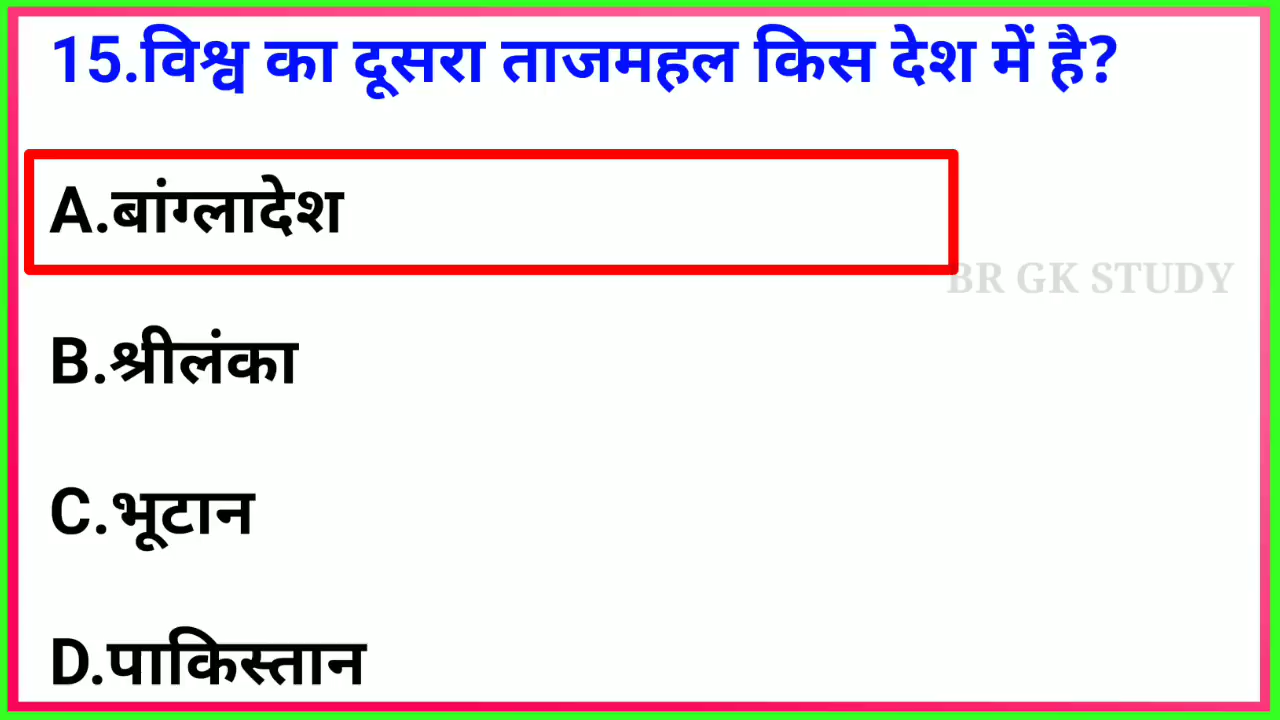 15.विश्व का दूसरा ताजमहल किस देश में है?
A.बांग्लादेश
BR GK STUDY
B.श्रीलंका
C.भूटान
D.पाकिस्तान